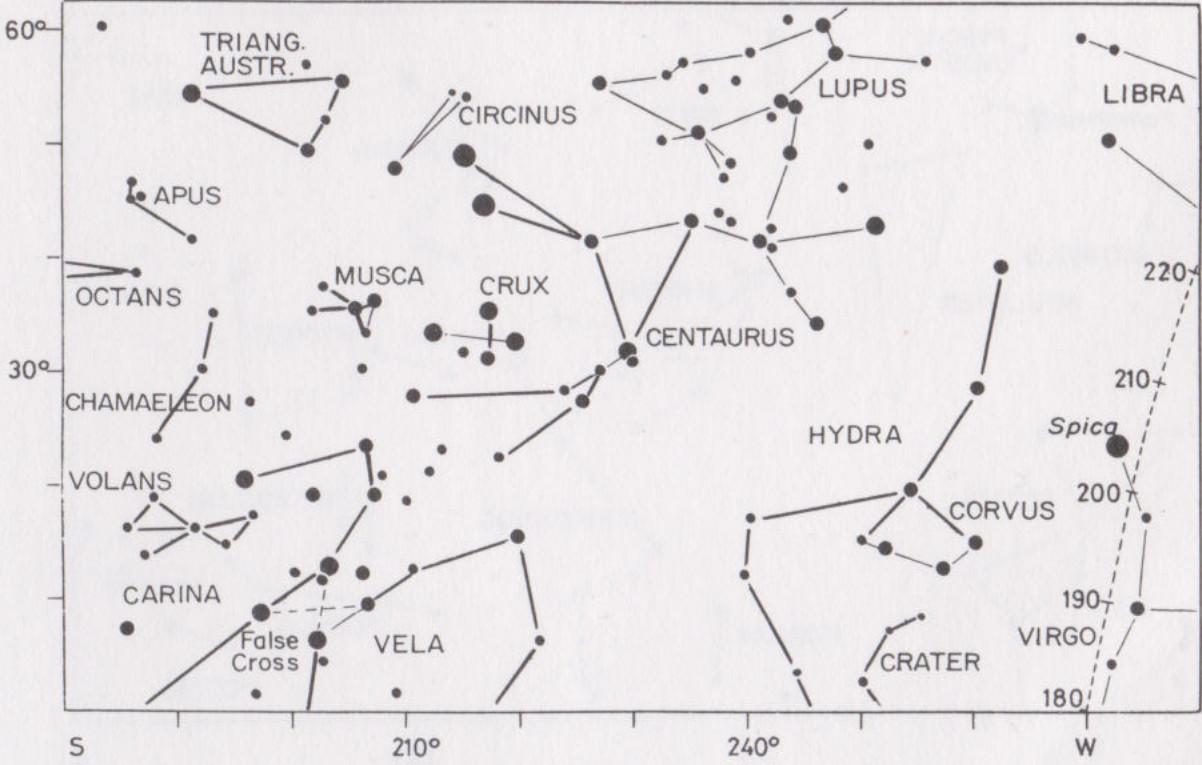 60°
TRIANG.
AUSTR.
CIRCINUS
LUPUS
LIBRA
APUS
OCTANS
MUSCA
CRUX
220
CENTAURUS
30°
210
CHAMAELEON
HYDRA
Spica
VOLANS
200
CORVUS
CARINA
190
False
Cross
VELA
VIRGO
CRATER
180
S
210°
240°
W